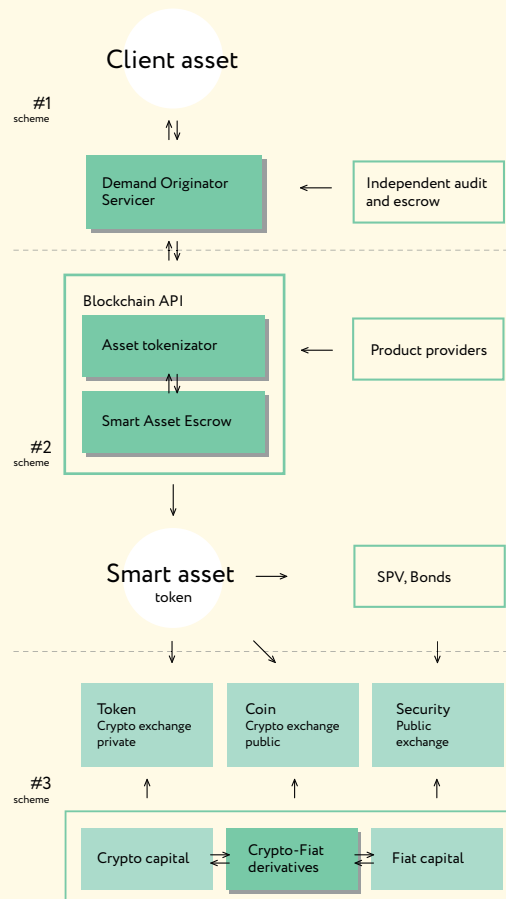 Client asset
#1
scheme
Demand Originator
Servicer
Independent audit
and escrow
Blockchain API
Asset tokenizator
Product providers
Smart Asset Escrow
#2
scheme
Smart asset
token
SPV, Bonds
Token
Crypto exchange
private
Coin
Crypto exchange
public
Security
Public
exchange
#3
scheme
Crypto capital
Crypto-Fiat
derivatives
Fiat capital